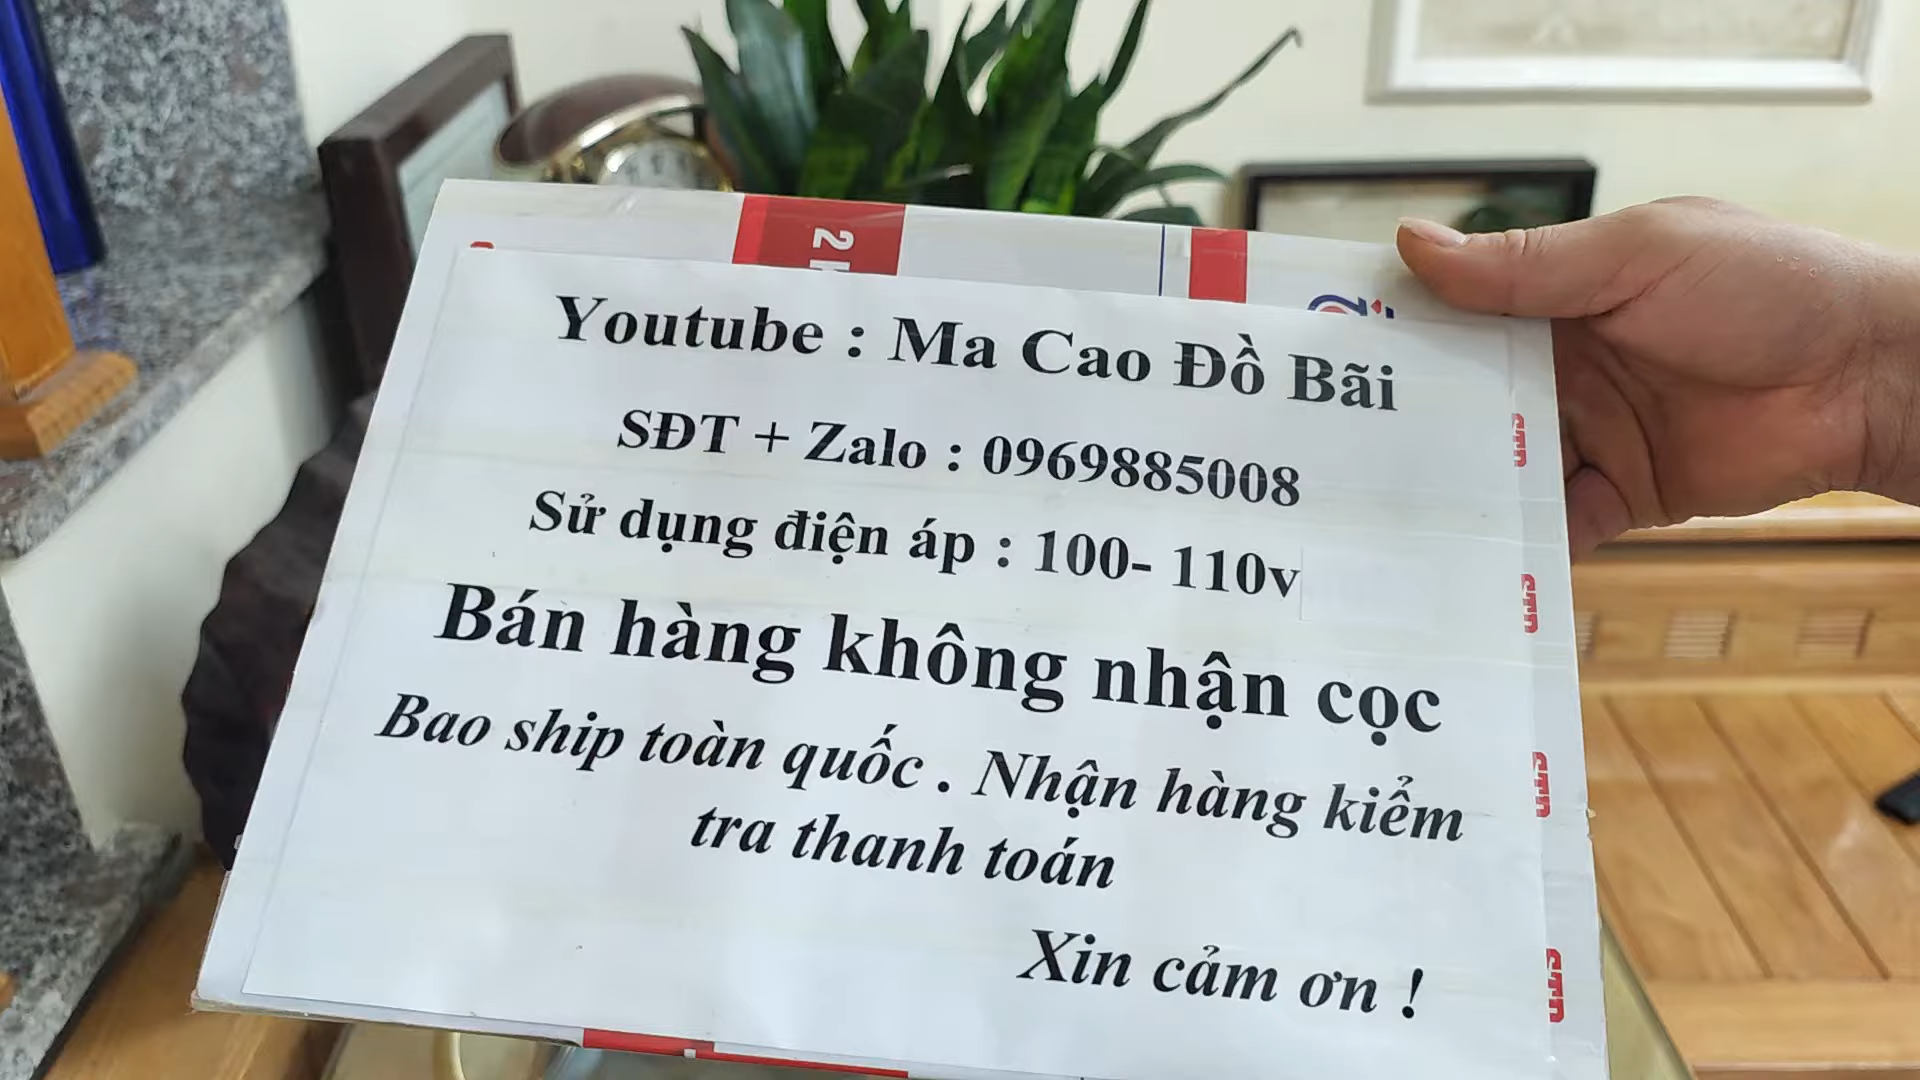 2
Youtube : Ma Cao Đồ Bãi
SĐT + Zalo : 0969885008
Sử dụng điện áp : 100- 110v
Bán hàng không nhận cọc
Bao ship toàn quốc . Nhận hàng kiểm
tra thanh toán
Xin cảm ơn !